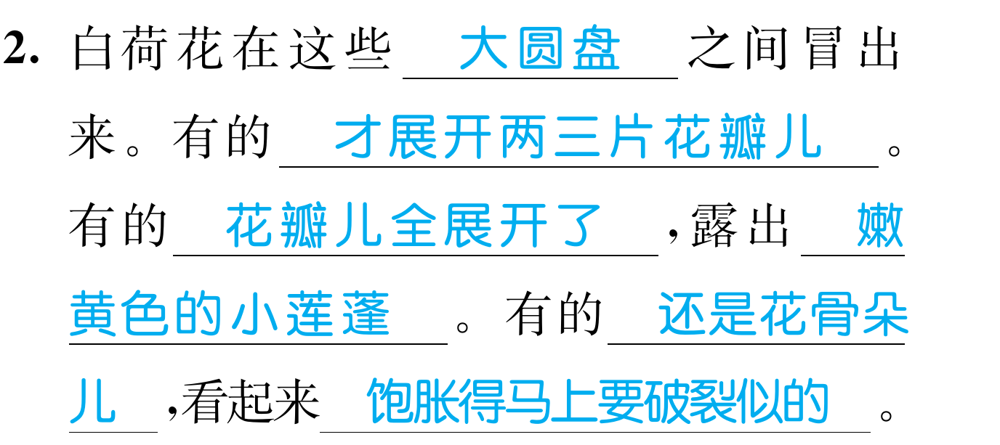 2. 白荷花在这些 大圆盘 之间冒出
来。有的 才展开两三片花瓣儿 。
有的 花瓣儿全展开了 ,露出 嫩
黄色的小莲蓬 。有的 还是花骨朵
儿 ,看起来 饱胀得马上要破裂似的 。